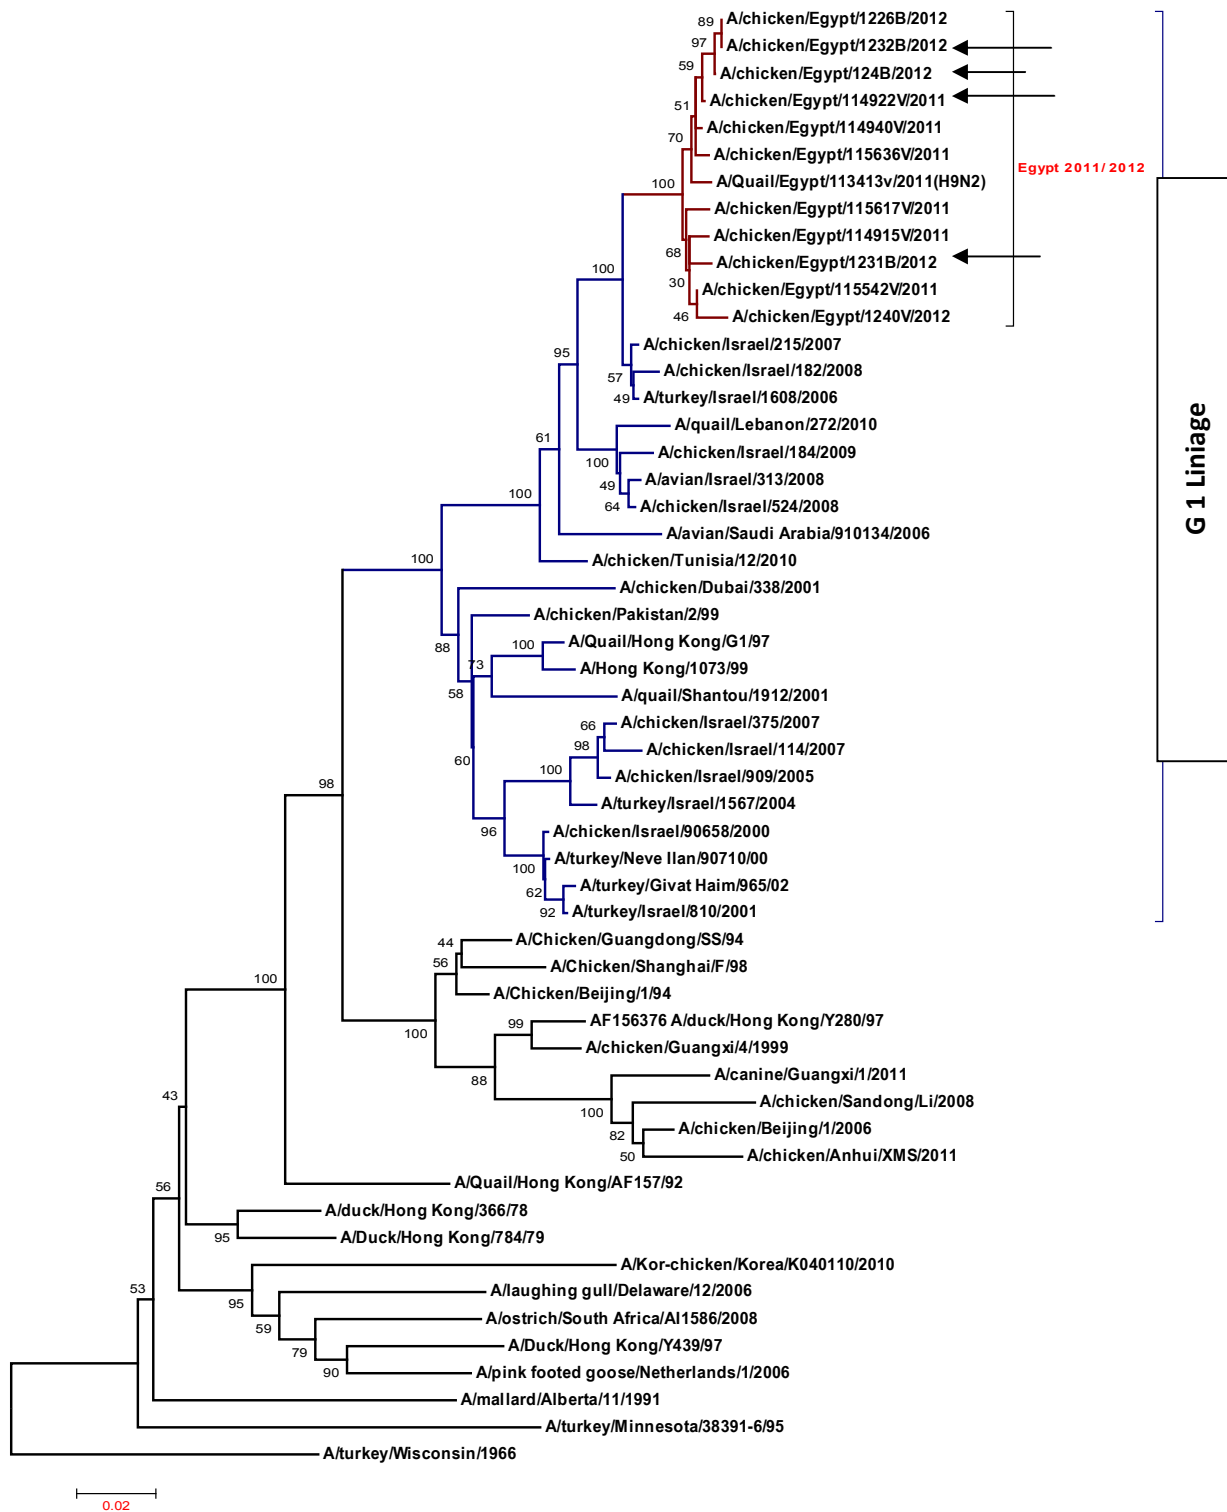 89
A/chicken/Egypt/1226B/2012
97
A/chicken/Egypt/1232B/2012
59
A/chicken/Egypt/124B/2012
A/chicken/Egypt/114922V/2011
51
A/chicken/Egypt/114940V/2011
70
A/chicken/Egypt/115636V/2011
Egypt 2011/ 2012
100
A/Quail/Egypt/113413v/2011(H9N2)
A/chicken/Egypt/115617V/2011
A/chicken/Egypt/114915V/2011
68
A/chicken/Egypt/1231B/2012
100
30
A/chicken/Egypt/115542V/2011
46
A/chicken/Egypt/1240V/2012
A/chicken/Israel/215/2007
95
57
A/chicken/Israel/182/2008
49
A/turkey/Israel/1608/2006
A/quail/Lebanon/272/2010
61
A/chicken/Israel/184/2009
100
49
A/avian/Israel/313/2008
64
A/chicken/Israel/524/2008
G 1 Liniage
100
A/avian/Saudi Arabia/910134/2006
100
A/chicken/Tunisia/12/2010
A/chicken/Dubai/338/2001
A/chicken/Pakistan/2/99
88
100
A/Quail/Hong Kong/G1/97
73
A/Hong Kong/1073/99
58
A/quail/Shantou/1912/2001
66
A/chicken/Israel/375/2007
98
A/chicken/Israel/114/2007
60
100
A/chicken/Israel/909/2005
98
A/turkey/Israel/1567/2004
96
A/chicken/Israel/90658/2000
100
A/turkey/Neve Ilan/90710/00
62
A/turkey/Givat Haim/965/02
92
A/turkey/Israel/810/2001
44
A/Chicken/Guangdong/SS/94
56
A/Chicken/Shanghai/F/98
100
A/Chicken/Beijing/1/94
100
99
AF156376 A/duck/Hong Kong/Y280/97
A/chicken/Guangxi/4/1999
88
A/canine/Guangxi/1/2011
43
100
A/chicken/Sandong/Li/2008
82
A/chicken/Beijing/1/2006
50
A/chicken/Anhui/XMS/2011
56
A/Quail/Hong Kong/AF157/92
A/duck/Hong Kong/366/78
95
A/Duck/Hong Kong/784/79
A/Kor-chicken/Korea/K040110/2010
53
95
A/laughing gull/Delaware/12/2006
59
A/ostrich/South Africa/AI1586/2008
79
A/Duck/Hong Kong/Y439/97
90
A/pink footed goose/Netherlands/1/2006
A/mallard/Alberta/11/1991
A/turkey/Minnesota/38391-6/95
A/turkey/Wisconsin/1966
0.02